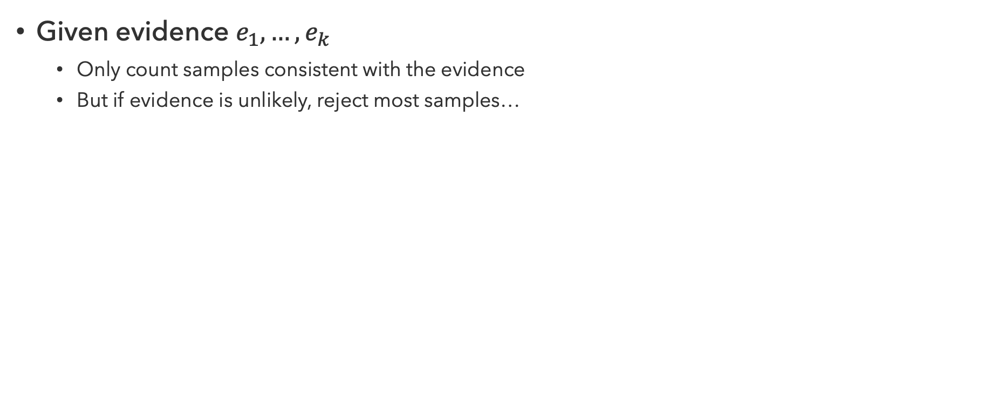 • Given evidence e₁, … , eₖ
• Only count samples consistent with the evidence
• But if evidence is unlikely, reject most samples…